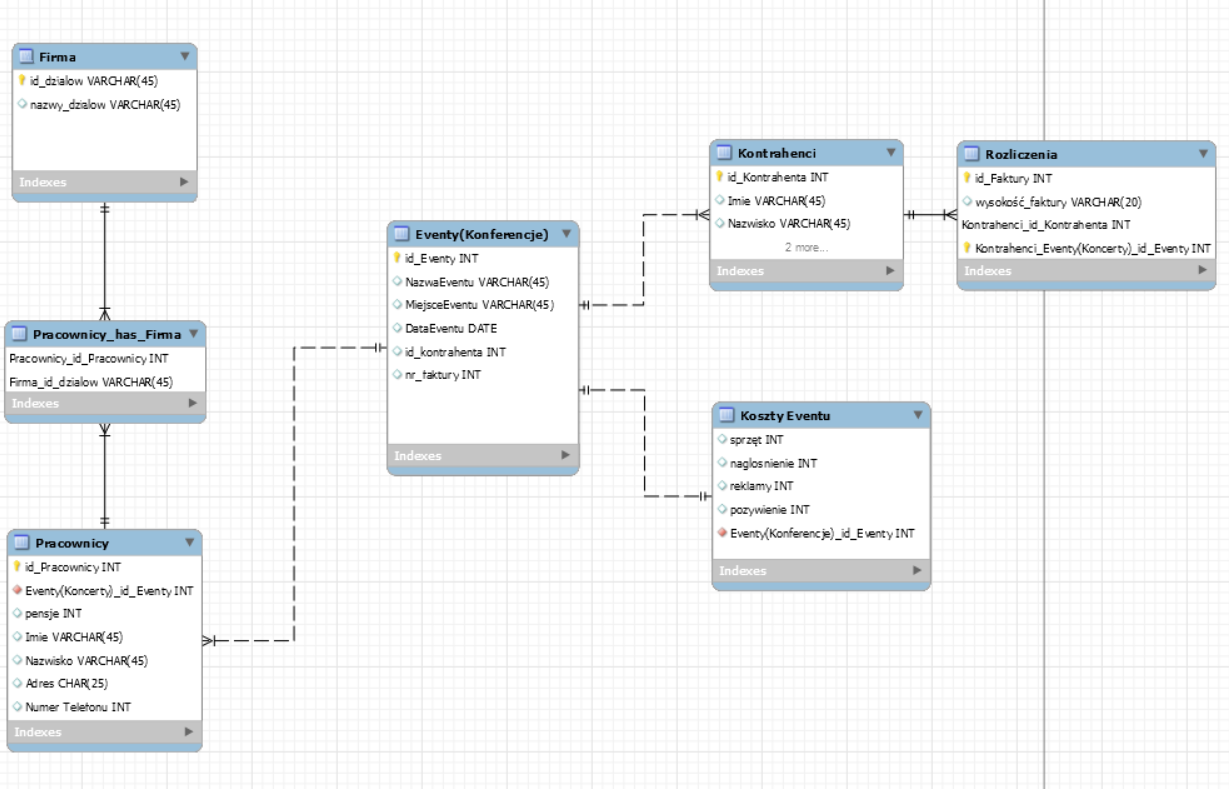 Firma
id_dzialow VARCHAR(45)
nazwy_dzialow VARCHAR(45)
Indexes
Pracownicy_has_Firma
Pracownicy_id_Pracownicy INT
Firma_id_dzialow VARCHAR(45)
Indexes
Pracownicy
id_Pracownicy INT
Eventy(Koncerty)_id_Eventy INT
pensje INT
Imie VARCHAR(45)
Nazwisko VARCHAR(45)
Adres CHAR(25)
Numer Telefonu INT
Indexes
Eventy(Konferencje)
id_Eventy INT
NazwaEventu VARCHAR(45)
MiejsceEventu VARCHAR(45)
DataEventu DATE
id_kontrahenta INT
nr_faktury INT
Indexes
Kontrahenci
id_Kontrahenta INT
Imie VARCHAR(45)
Nazwisko VARCHAR(45)
2 more...
Indexes
Rozliczenia
id_Faktury INT
wysokość_faktury VARCHAR(20)
Kontrahenci_id_Kontrahenta INT
Kontrahenci_Eventy(Koncerty)_id_Eventy INT
Indexes
Koszty Eventu
sprzęt INT
naglosnienie INT
reklamy INT
pozywienie INT
Eventy(Konferencje)_id_Eventy INT
Indexes